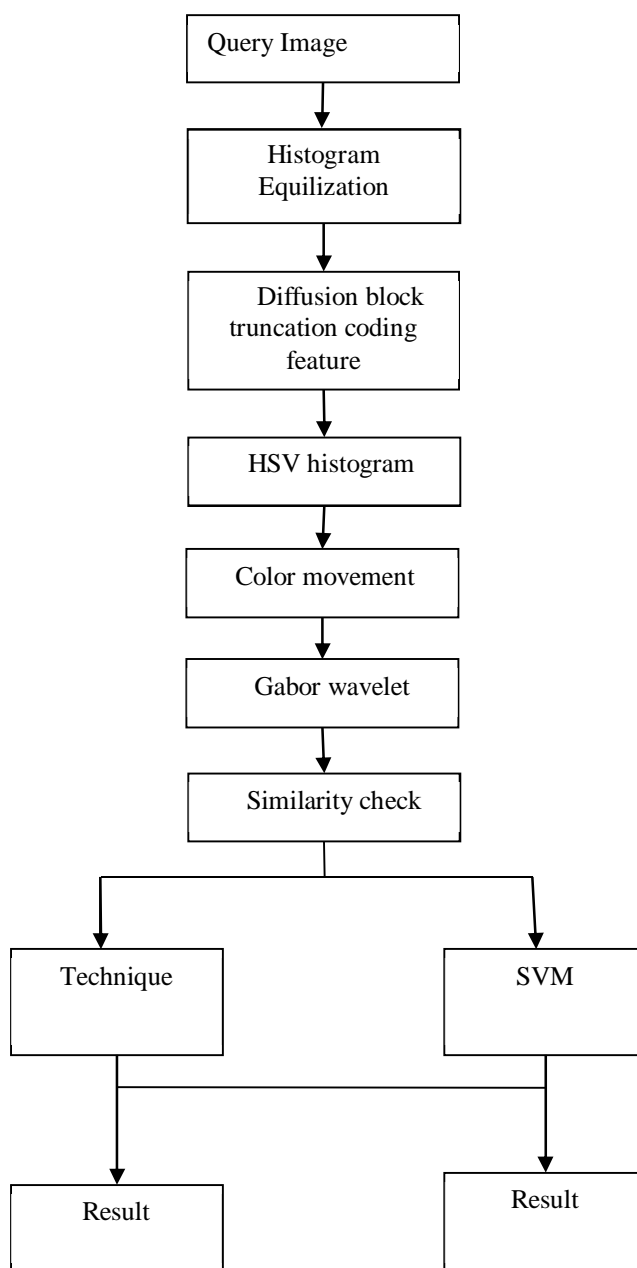 Query Image
Histogram
Equilization
Diffusion block
truncation coding
feature
HSV histogram
Color movement
Gabor wavelet
Similarity check
Technique
SVM
Result
Result